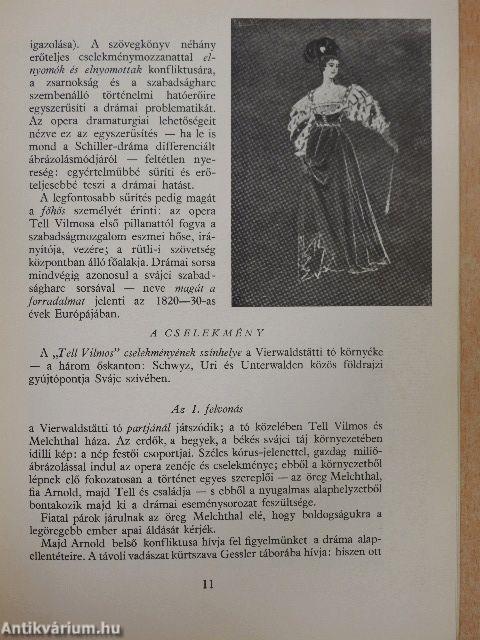 igazolása). A szövegkönyv néhány
erőteljes cselekménymozzanattal el-
nyomók és elnyomottak konfliktusára,
a zsarnokság és a szabadságharc
szembenálló történelmi hatóerőire
egyszerűsíti a drámai problematikát.
Az opera dramaturgiai lehetőségeit
nézve ez az egyszerűsítés — ha le is
mond a Schiller-dráma differenciált
ábrázolásmódjáról — feltétlen nye-
reség: egyértelműbbé sűríti és erő-
teljesebbé teszi a drámai hatást.
A legfontosabb sűrítés pedig magát
a főhős személyét érinti: az opera
Tell Vilmosa első pillanattól fogva a
szabadságmozgalom eszmei hőse, irá-
nyítója, vezére; a rütli-i szövetség
központban álló főalakja. Drámai sorsa
mindvégig azonosul a svájci szabad-
ságharc sorsával — neve magát a
forradalmat jelenti az 1820—30-as
évek Európájában.
A CSELEKMÉNY
A „Tell Vilmos” cselekményének színhelye a Vierwaldstätti tó környéke
— a három őskanton: Schwyz, Uri és Unterwalden közös földrajzi
gyújtópontja Svájc szívében.
Az 1. felvonás
a Vierwaldstätti tó partjánál játszódik; a tó közelében Tell Vilmos és
Melchthal háza. Az erdők, a hegyek, a békés svájci táj környezetében
idilli kép: a nép festői csoportjai. Széles kórus-jelenettel, gazdag milió-
ábrázolással indul az opera zenéje és cselekménye; ebből a környezetből
lépnek elő fokozatosan a történet egyes szereplői — az öreg Melchthal,
fia Arnold, majd Tell és családja — s ebből a nyugalmas alaphelyzetből
bontakozik majd ki a drámai eseménysorozat feszültsége.
Fiatal párok járulnak az öreg Melchthal elé, hogy boldogságukra a
legöregebb ember apai áldását kérjék.
Majd Arnold belső konfliktusa hívja fel figyelmünket a dráma alap-
ellentéteire. A távoli vadászat kürtszava Gessler táborába hívja: hiszen ott
11
Antikvárium.hu